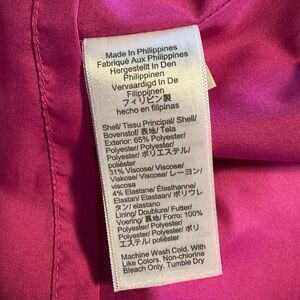 Made In Philippines
Fabriqué Aux Philippines
Hergestellt In Den
Philippinen
Vervaardigd In De
Filippijnen
フィリピン製
hecho en filipinas
Shell/ Tissu Principal/ Shell/
Bovenstof/ 表地/ Tela
Exterior: 65% Polyester/
Polyester/ Polyester/
Polyester/ ポリエステル/
poliéster
31% Viscose/ Viscose/
Viskose/ Viscose/ レーヨン/
viscosa
4% Elastane/ Élasthanne/
Elastan/ Elastaan/ ポリウレ
タン/ elastano
Lining/ Doublure/ Futter/
Voering/ 裏地/ Forro: 100%
Polyester/ Polyester/
Polyester/ Polyester/ ポリ
エステル/ poliéster
Machine Wash Cold. With
Like Colors. Non-chlorine
Bleach Only. Tumble Dry